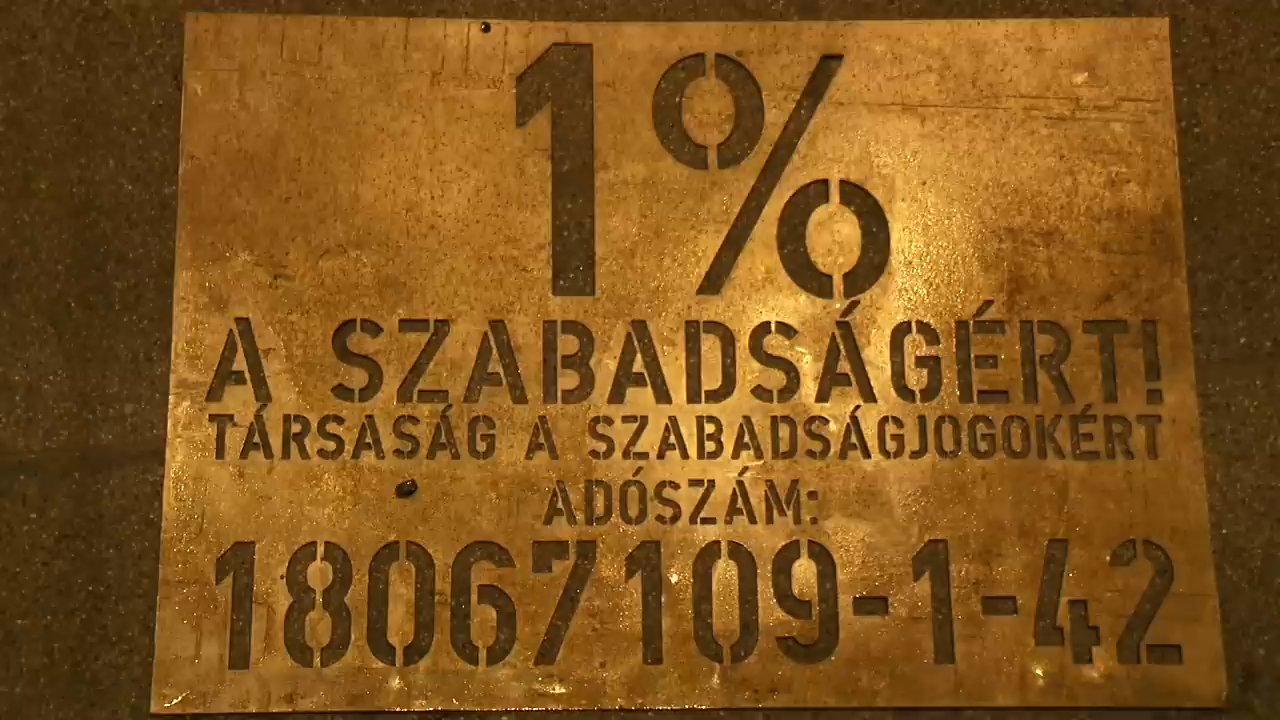 1%
A SZABADSÁGÉRT!
TÁRSASÁG A SZABADSÁGJOGOKÉRT
ADÓSZÁM:
18067109-1-42